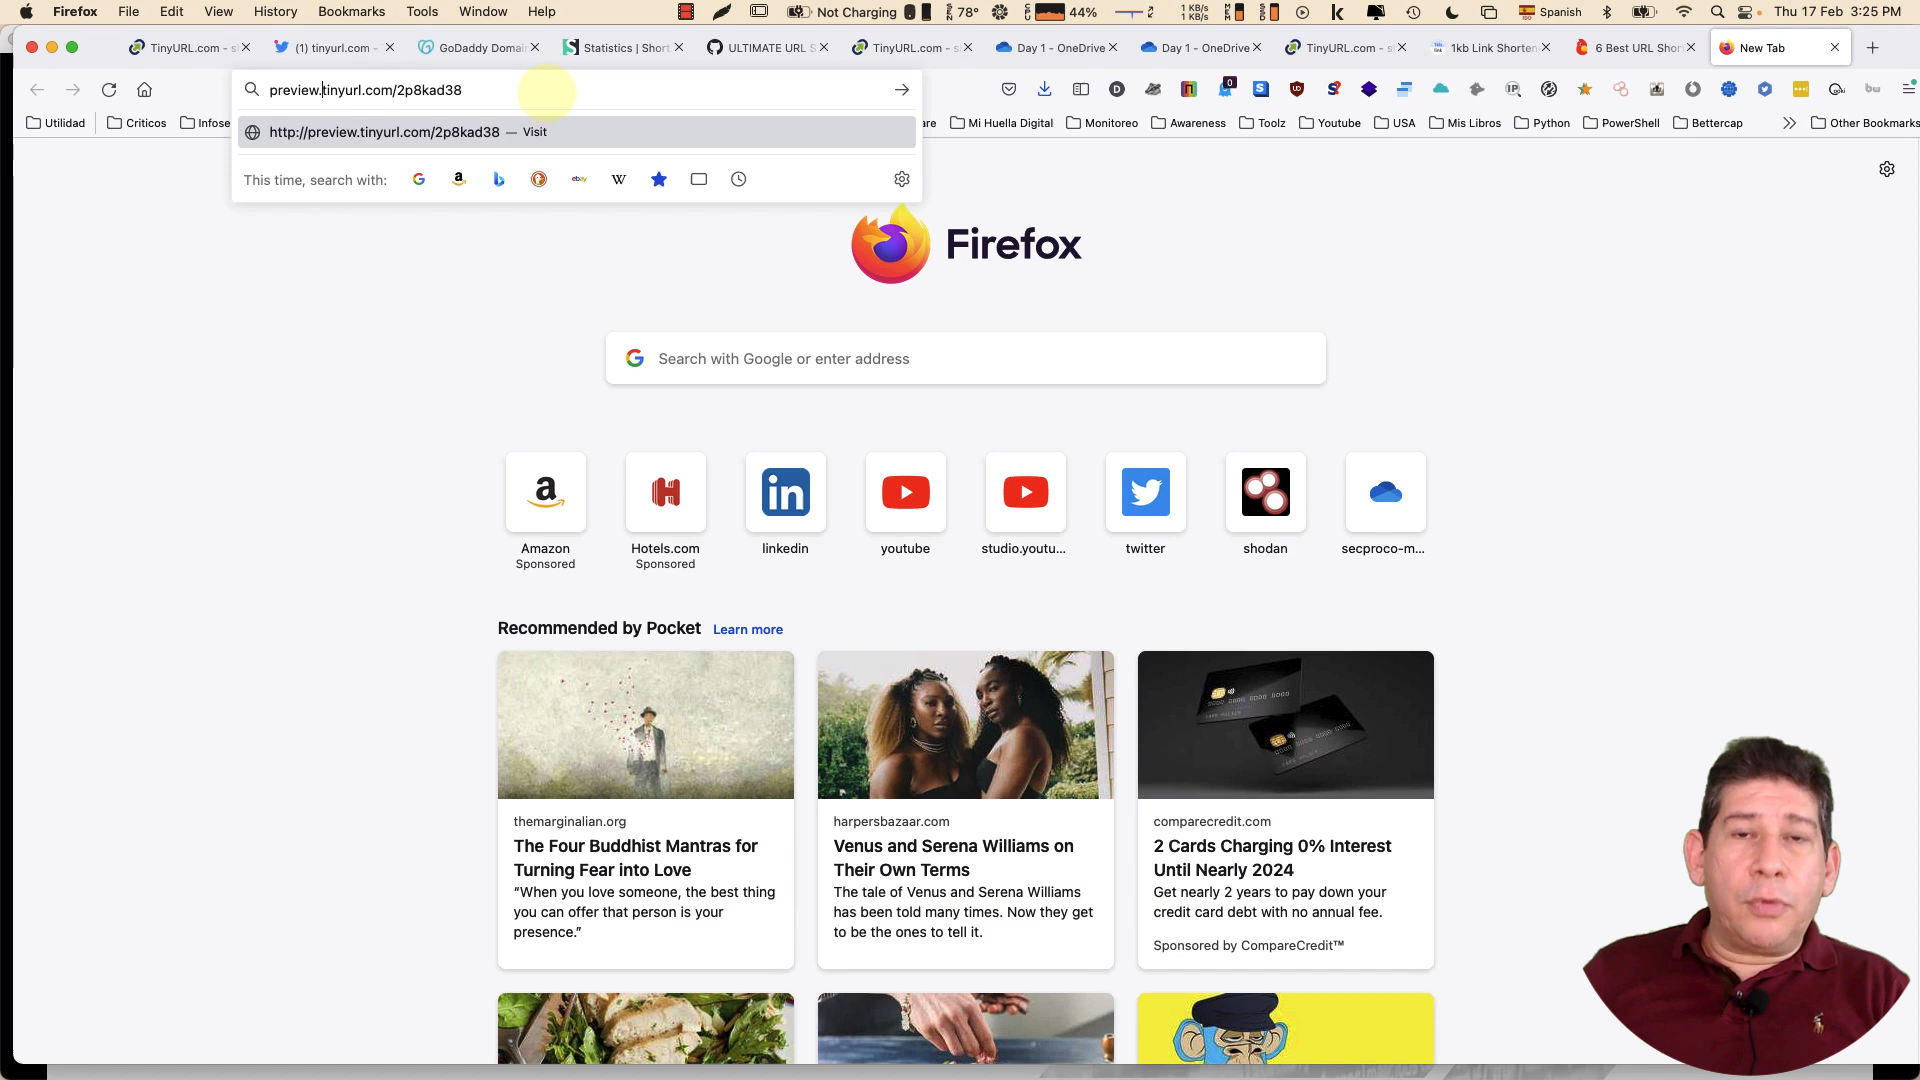 Firefox File Edit View History Bookmarks Tools Window Help
Not Charging
78°
44%
1 KB/s
1 KB/s
Spanish
Thu 17 Feb 3:25 PM
TinyURL.com - s
(1) tinyurl.com -
GoDaddy Domai
Statistics | Short
ULTIMATE URL S
TinyURL.com - s
Day 1 - OneDrive
Day 1 - OneDrive
TinyURL.com - s
1kb Link Shorten
6 Best URL Shor
New Tab
preview.tinyurl.com/2p8kad38
http://preview.tinyurl.com/2p8kad38 — Visit
This time, search with:
Utilidad
Criticos
Infose
are
Mi Huella Digital
Monitoreo
Awareness
Toolz
Youtube
USA
Mis Libros
Python
PowerShell
Bettercap
Other Bookmarks
Firefox
Search with Google or enter address
Amazon
Sponsored
Hotels.com
Sponsored
linkedin
youtube
studio.youtu...
twitter
shodan
secproco-m...
Recommended by Pocket Learn more
themarginalian.org
The Four Buddhist Mantras for
Turning Fear into Love
“When you love someone, the best thing
you can offer that person is your
presence.”
harpersbazaar.com
Venus and Serena Williams on
Their Own Terms
The tale of Venus and Serena Williams
has been told many times. Now they get
to be the ones to tell it.
comparecredit.com
2 Cards Charging 0% Interest
Until Nearly 2024
Get nearly 2 years to pay down your
credit card debt with no annual fee.
Sponsored by CompareCredit™